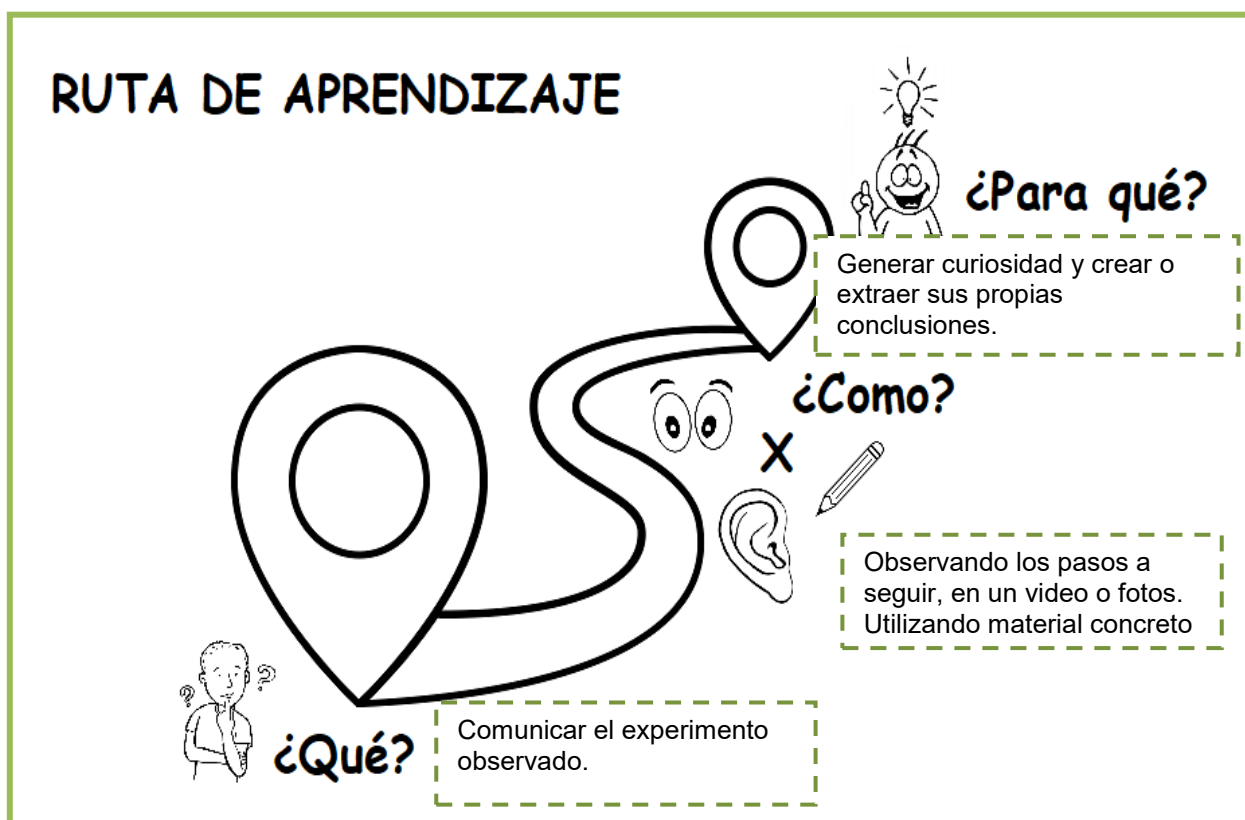 RUTA DE APRENDIZAJE
¿Para qué?
Generar curiosidad y crear o
extraer sus propias
conclusiones.
¿Como?
X
Observando los pasos a
seguir, en un video o fotos.
Utilizando material concreto
? ?
¿Qué?
Comunicar el experimento
observado.